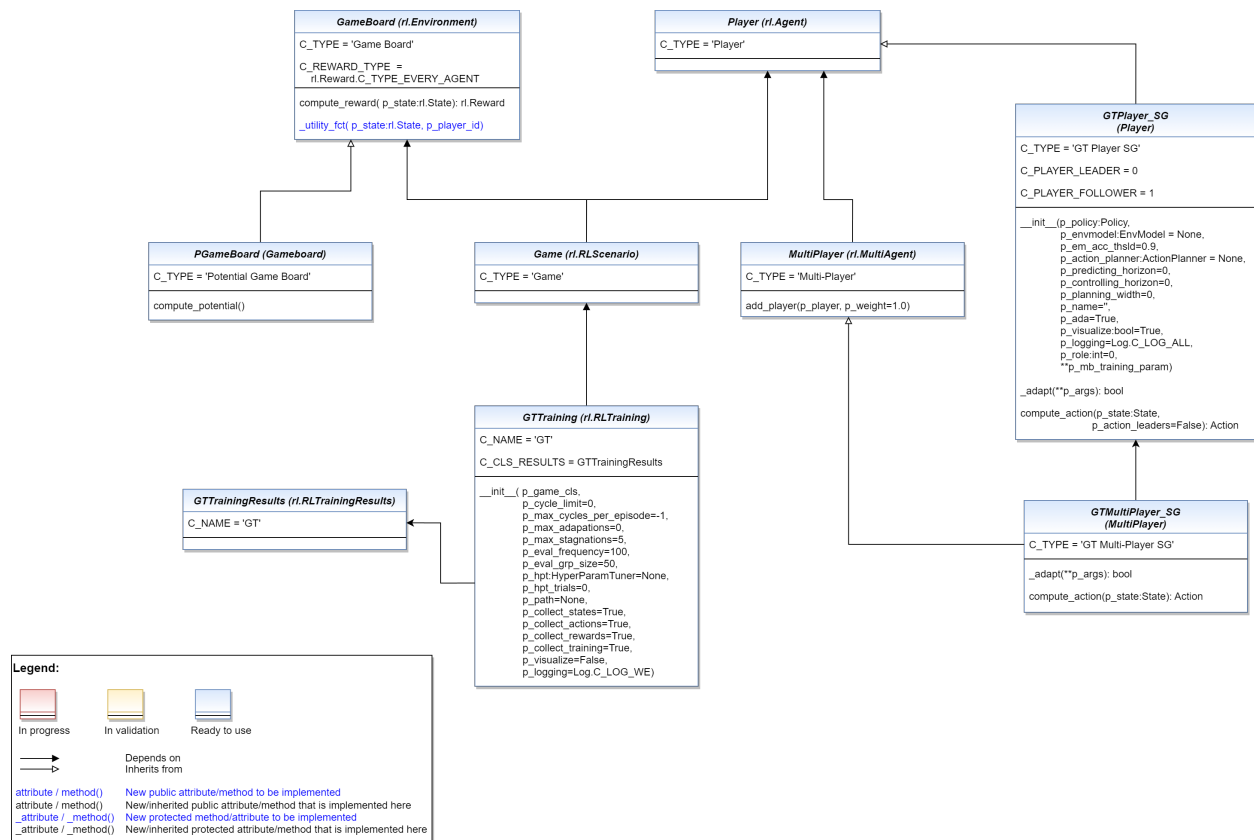 GameBoard (rl.Environment)
C_TYPE = 'Game Board'
C_REWARD_TYPE =
rl.Reward.C_TYPE_EVERY_AGENT
compute_reward( p_state:rl.State): rl.Reward
_utility_fct( p_state:rl.State, p_player_id)
Player (rl.Agent)
C_TYPE = 'Player'
GTPlayer_SG
(Player)
C_TYPE = 'GT Player SG'
C_PLAYER_LEADER = 0
C_PLAYER_FOLLOWER = 1
__init__(p_policy:Policy,
p_envmodel:EnvModel = None,
p_em_acc_thsld=0.9,
p_action_planner:ActionPlanner = None,
p_predicting_horizon=0,
p_controlling_horizon=0,
p_planning_width=0,
p_name='',
p_ada=True,
p_visualize:bool=True,
p_logging=Log.C_LOG_ALL,
p_role:int=0,
**p_mb_training_param)
_adapt(**p_args): bool
compute_action(p_state:State,
p_action_leaders=False): Action
PGameBoard (Gameboard)
C_TYPE = 'Potential Game Board'
compute_potential()
Game (rl.RLScenario)
C_TYPE = 'Game'
MultiPlayer (rl.MultiAgent)
C_TYPE = 'Multi-Player'
add_player(p_player, p_weight=1.0)
GTTraining (rl.RLTraining)
C_NAME = 'GT'
C_CLS_RESULTS = GTTrainingResults
__init__( p_game_cls,
p_cycle_limit=0,
p_max_cycles_per_episode=-1,
p_max_adapations=0,
p_max_stagnations=5,
p_eval_frequency=100,
p_eval_grp_size=50,
p_hpt:HyperParamTuner=None,
p_hpt_trials=0,
p_path=None,
p_collect_states=True,
p_collect_actions=True,
p_collect_rewards=True,
p_collect_training=True,
p_visualize=False,
p_logging=Log.C_LOG_WE)
GTTrainingResults (rl.RLTrainingResults)
C_NAME = 'GT'
GTMultiPlayer_SG
(MultiPlayer)
C_TYPE = 'GT Multi-Player SG'
_adapt(**p_args): bool
compute_action(p_state:State): Action
Legend:
In progress
In validation
Ready to use
Depends on
Inherits from
attribute / method() New public attribute/method to be implemented
attribute / method() New/inherited public attribute/method that is implemented here
_attribute / _method() New protected method/attribute to be implemented
_attribute / _method() New/inherited protected attribute/method that is implemented here